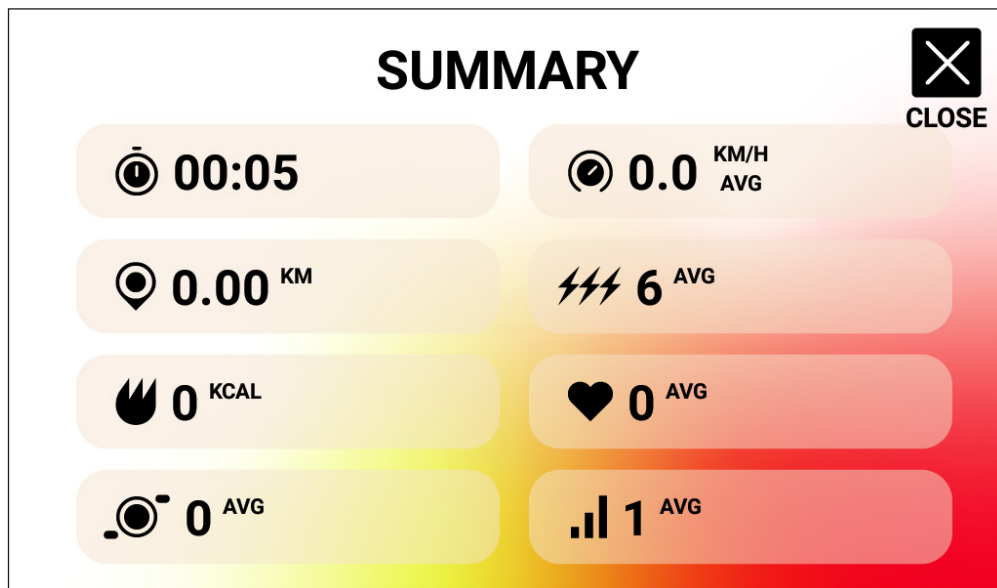 SUMMARY
CLOSE
00:05
0.0 KM/H
AVG
0.00 KM
6 AVG
0 KCAL
0 AVG
0 AVG
1 AVG